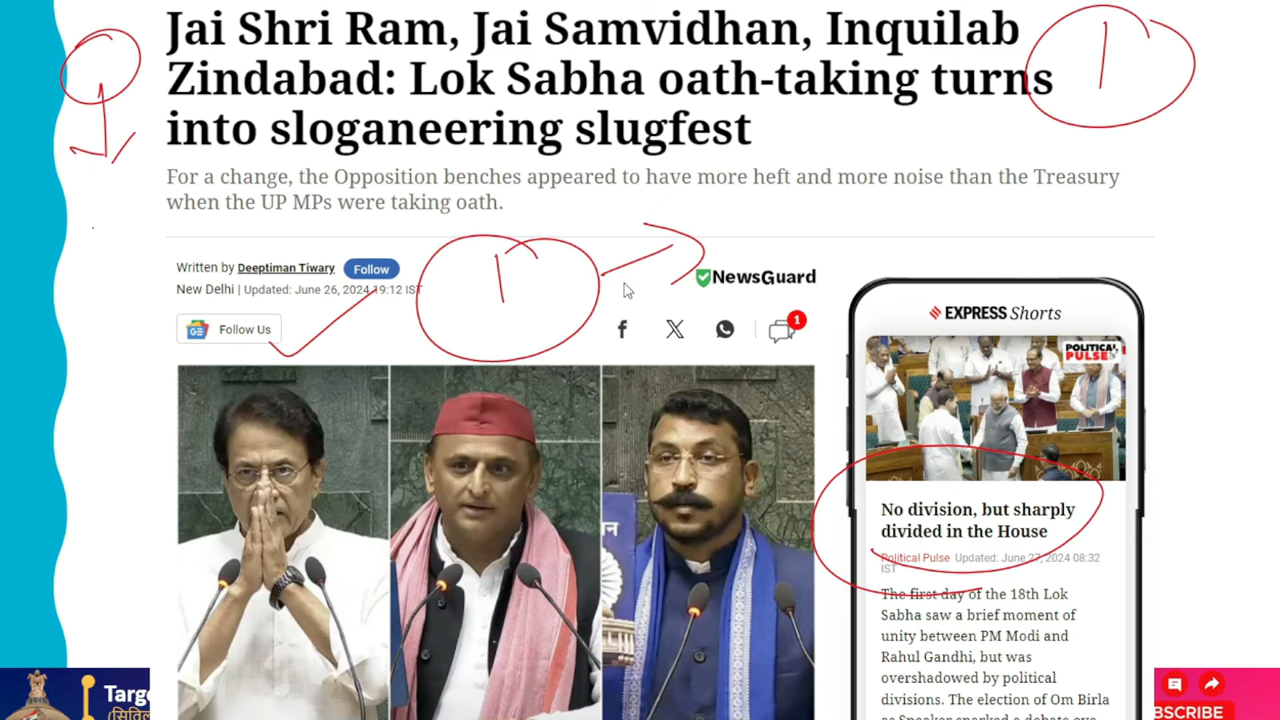 Jai Shri Ram, Jai Samvidhan, Inquilab
Zindabad: Lok Sabha oath-taking turns
into sloganeering slugfest
For a change, the Opposition benches appeared to have more heft and more noise than the Treasury
when the UP MPs were taking oath.
Written by Deeptiman Tiwary Follow
New Delhi | Updated: June 26, 2024 19:12 IST
NewsGuard
Follow Us
1
EXPRESS Shorts
POLITICAL
PULSE
No division, but sharply
divided in the House
Political Pulse Updated: June 27, 2024 08:32
IST
The first day of the 18th Lok
Sabha saw a brief moment of
unity between PM Modi and
Rahul Gandhi, but was
overshadowed by political
divisions. The election of Om Birla
as Speaker sparked a debate
Targe
BSCRIBE